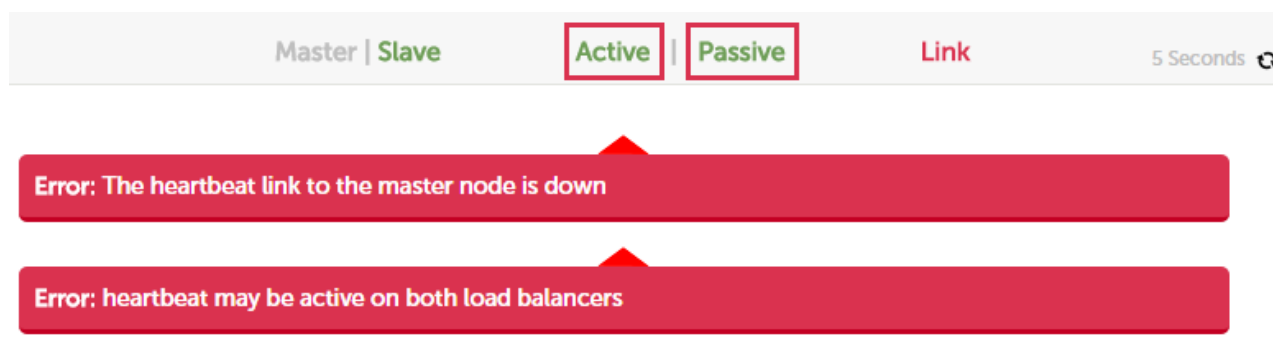 Master | Slave Active | Passive Link 5 Seconds
Error: The heartbeat link to the master node is down
Error: heartbeat may be active on both load balancers